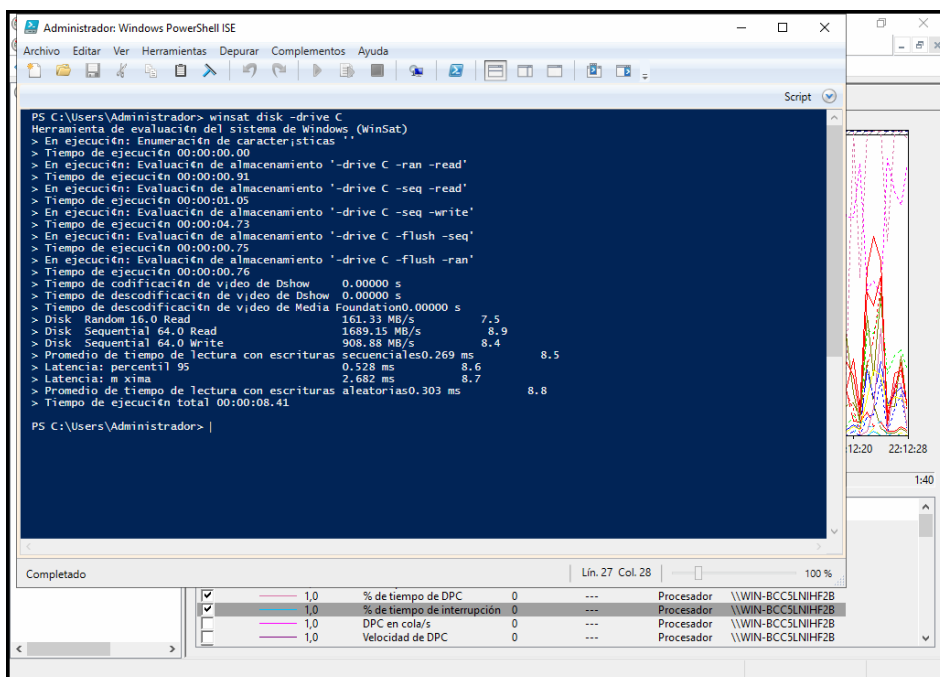 Administrador: Windows PowerShell ISE
Archivo Editar Ver Herramientas Depurar Complementos Ayuda
Script
PS C:\Users\Administrador> winsat disk -drive C
Herramienta de evaluaci¢n del sistema de Windows (WinSat)
> En ejecuci¢n: Enumeraci¢n de caracter¡sticas ''
> Tiempo de ejecuci¢n 00:00:00.00
> En ejecuci¢n: Evaluaci¢n de almacenamiento '-drive C -ran -read'
> Tiempo de ejecuci¢n 00:00:00.91
> En ejecuci¢n: Evaluaci¢n de almacenamiento '-drive C -seq -read'
> Tiempo de ejecuci¢n 00:00:01.05
> En ejecuci¢n: Evaluaci¢n de almacenamiento '-drive C -seq -write'
> Tiempo de ejecuci¢n 00:00:04.73
> En ejecuci¢n: Evaluaci¢n de almacenamiento '-drive C -flush -seq'
> Tiempo de ejecuci¢n 00:00:00.75
> En ejecuci¢n: Evaluaci¢n de almacenamiento '-drive C -flush -ran'
> Tiempo de ejecuci¢n 00:00:00.76
> Tiempo de codificaci¢n de v¡deo de Dshow 0.00000 s
> Tiempo de descodificaci¢n de v¡deo de Dshow 0.00000 s
> Tiempo de descodificaci¢n de v¡deo de Media Foundation0.00000 s
> Disk Random 16.0 Read 161.33 MB/s 7.5
> Disk Sequential 64.0 Read 1689.15 MB/s 8.9
> Disk Sequential 64.0 Write 908.88 MB/s 8.4
> Promedio de tiempo de lectura con escrituras secuenciales0.269 ms 8.5
> Latencia: percentil 95 0.528 ms 8.6
> Latencia: m xima 2.682 ms 8.7
> Promedio de tiempo de lectura con escrituras aleatorias0.303 ms 8.8
> Tiempo de ejecuci¢n total 00:00:08.41
PS C:\Users\Administrador>
:12:20 22:12:28
1:40
Completado Lín. 27 Col. 28 100 %
1,0 % de tiempo de DPC 0 --- Procesador \\WIN-BCC5LNIHF2B
1,0 % de tiempo de interrupción 0 --- Procesador \\WIN-BCC5LNIHF2B
1,0 DPC en cola/s 0 --- Procesador \\WIN-BCC5LNIHF2B
1,0 Velocidad de DPC 0 --- Procesador \\WIN-BCC5LNIHF2B